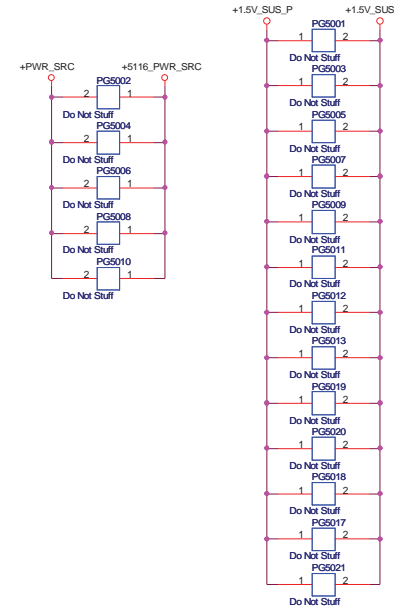 +PWR_SRC +5116_PWR_SRC
PG5002
2 1
Do Not Stuff
PG5004
2 1
Do Not Stuff
PG5006
2 1
Do Not Stuff
PG5008
2 1
Do Not Stuff
PG5010
2 1
Do Not Stuff
+1.5V_SUS_P +1.5V_SUS
PG5001
1 2
Do Not Stuff
PG5003
1 2
Do Not Stuff
PG5005
1 2
Do Not Stuff
PG5007
1 2
Do Not Stuff
PG5009
1 2
Do Not Stuff
PG5011
1 2
Do Not Stuff
PG5012
1 2
Do Not Stuff
PG5013
1 2
Do Not Stuff
PG5019
1 2
Do Not Stuff
PG5020
1 2
Do Not Stuff
PG5018
1 2
Do Not Stuff
PG5017
1 2
Do Not Stuff
PG5021
1 2
Do Not Stuff